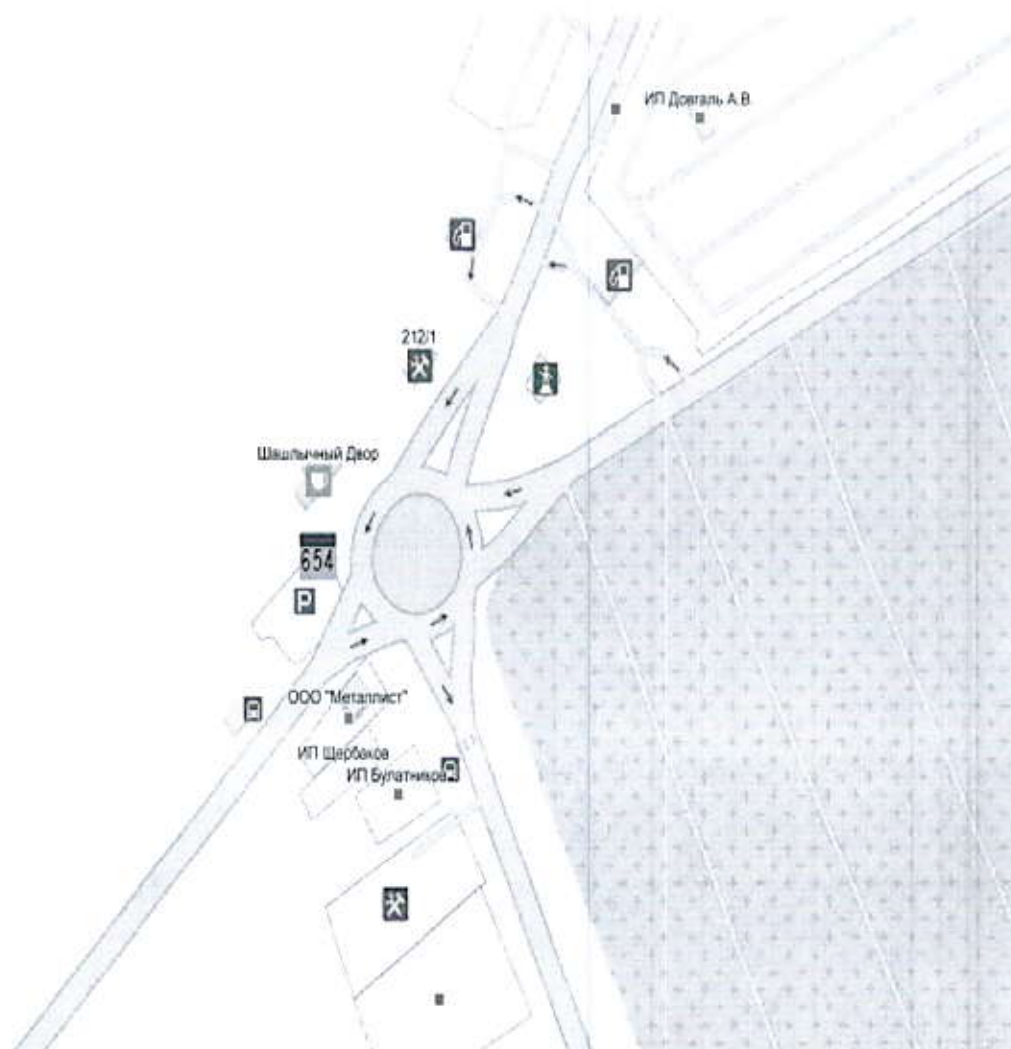 ИП Довгаль А.В.
212/1
Шашлычный Двор
654
P
ООО "Металлист"
ИП Щербаков
ИП Булатников